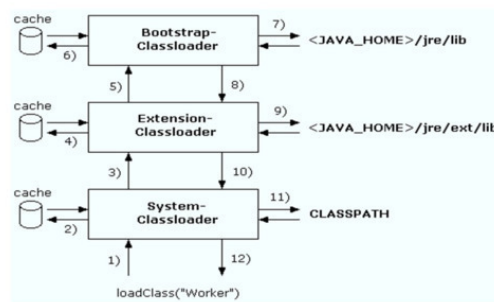 cache
7)
Bootstrap-
Classloader
<JAVA_HOME>/jre/lib
6)
5)
8)
cache
9)
Extension-
Classloader
<JAVA_HOME>/jre/ext/lib
4)
3)
10)
cache
11)
System-
Classloader
CLASSPATH
2)
1)
12)
loadClass("Worker")